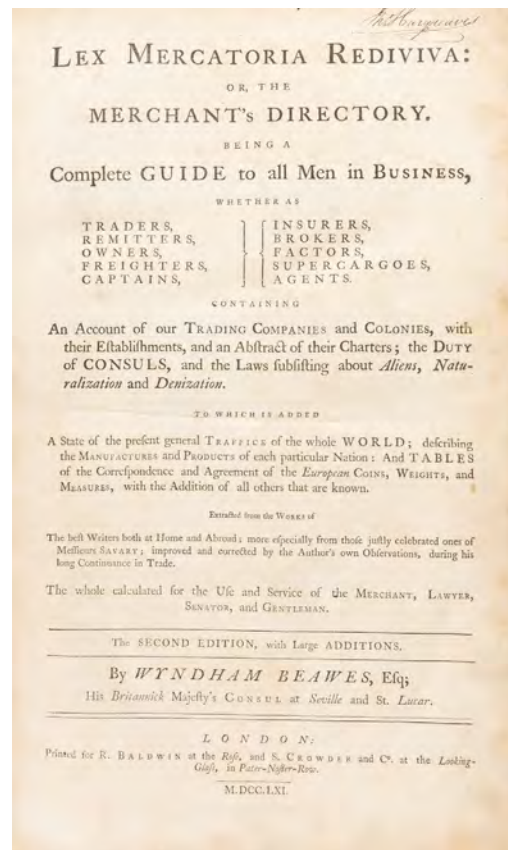 LEX MERCATORIA REDIVIVA:
OR, THE
MERCHANT's DIRECTORY.
BEING A
Complete GUIDE to all Men in BUSINESS,
WHETHER AS
TRADERS, INSURERS,
REMITTERS, BROKERS,
OWNERS, FACTORS,
FREIGHTERS, SUPERCARGOES,
CAPTAINS, AGENTS.
CONTAINING
An Account of our TRADING COMPANIES and COLONIES, with
their Eſtabliſhments, and an Abſtract of their Charters; the DUTY
of CONSULS, and the Laws ſubſiſting about Aliens, Natu-
ralization and Denization.
TO WHICH IS ADDED
A State of the preſent general TRAFFICK of the whole WORLD; deſcribing
the MANUFACTURES and PRODUCTS of each particular Nation: And TABLES
of the Correſpondence and Agreement of the European COINS, WEIGHTS, and
MEASURES, with the Addition of all others that are known.
Extracted from the WORKS of
The beſt Writers both at Home and Abroad; more eſpecially from thoſe juſtly celebrated ones of
Meſſieurs SAVARY; improved and corrected by the Author's own Obſervations, during his
long Continuance in Trade.
The whole calculated for the Uſe and Service of the MERCHANT, LAWYER,
SENATOR, and GENTLEMAN.
The SECOND EDITION, with Large ADDITIONS.
By WYNDHAM BEAWES, Eſq;
His Britannick Majeſty's CONSUL at Seville and St. Lucar.
LONDON:
Printed for R. BALDWIN at the Roſe, and S. CROWDER and Co. at the Looking-
Glaſs, in Pater-Noſter-Row.
M.DCC.LXI.